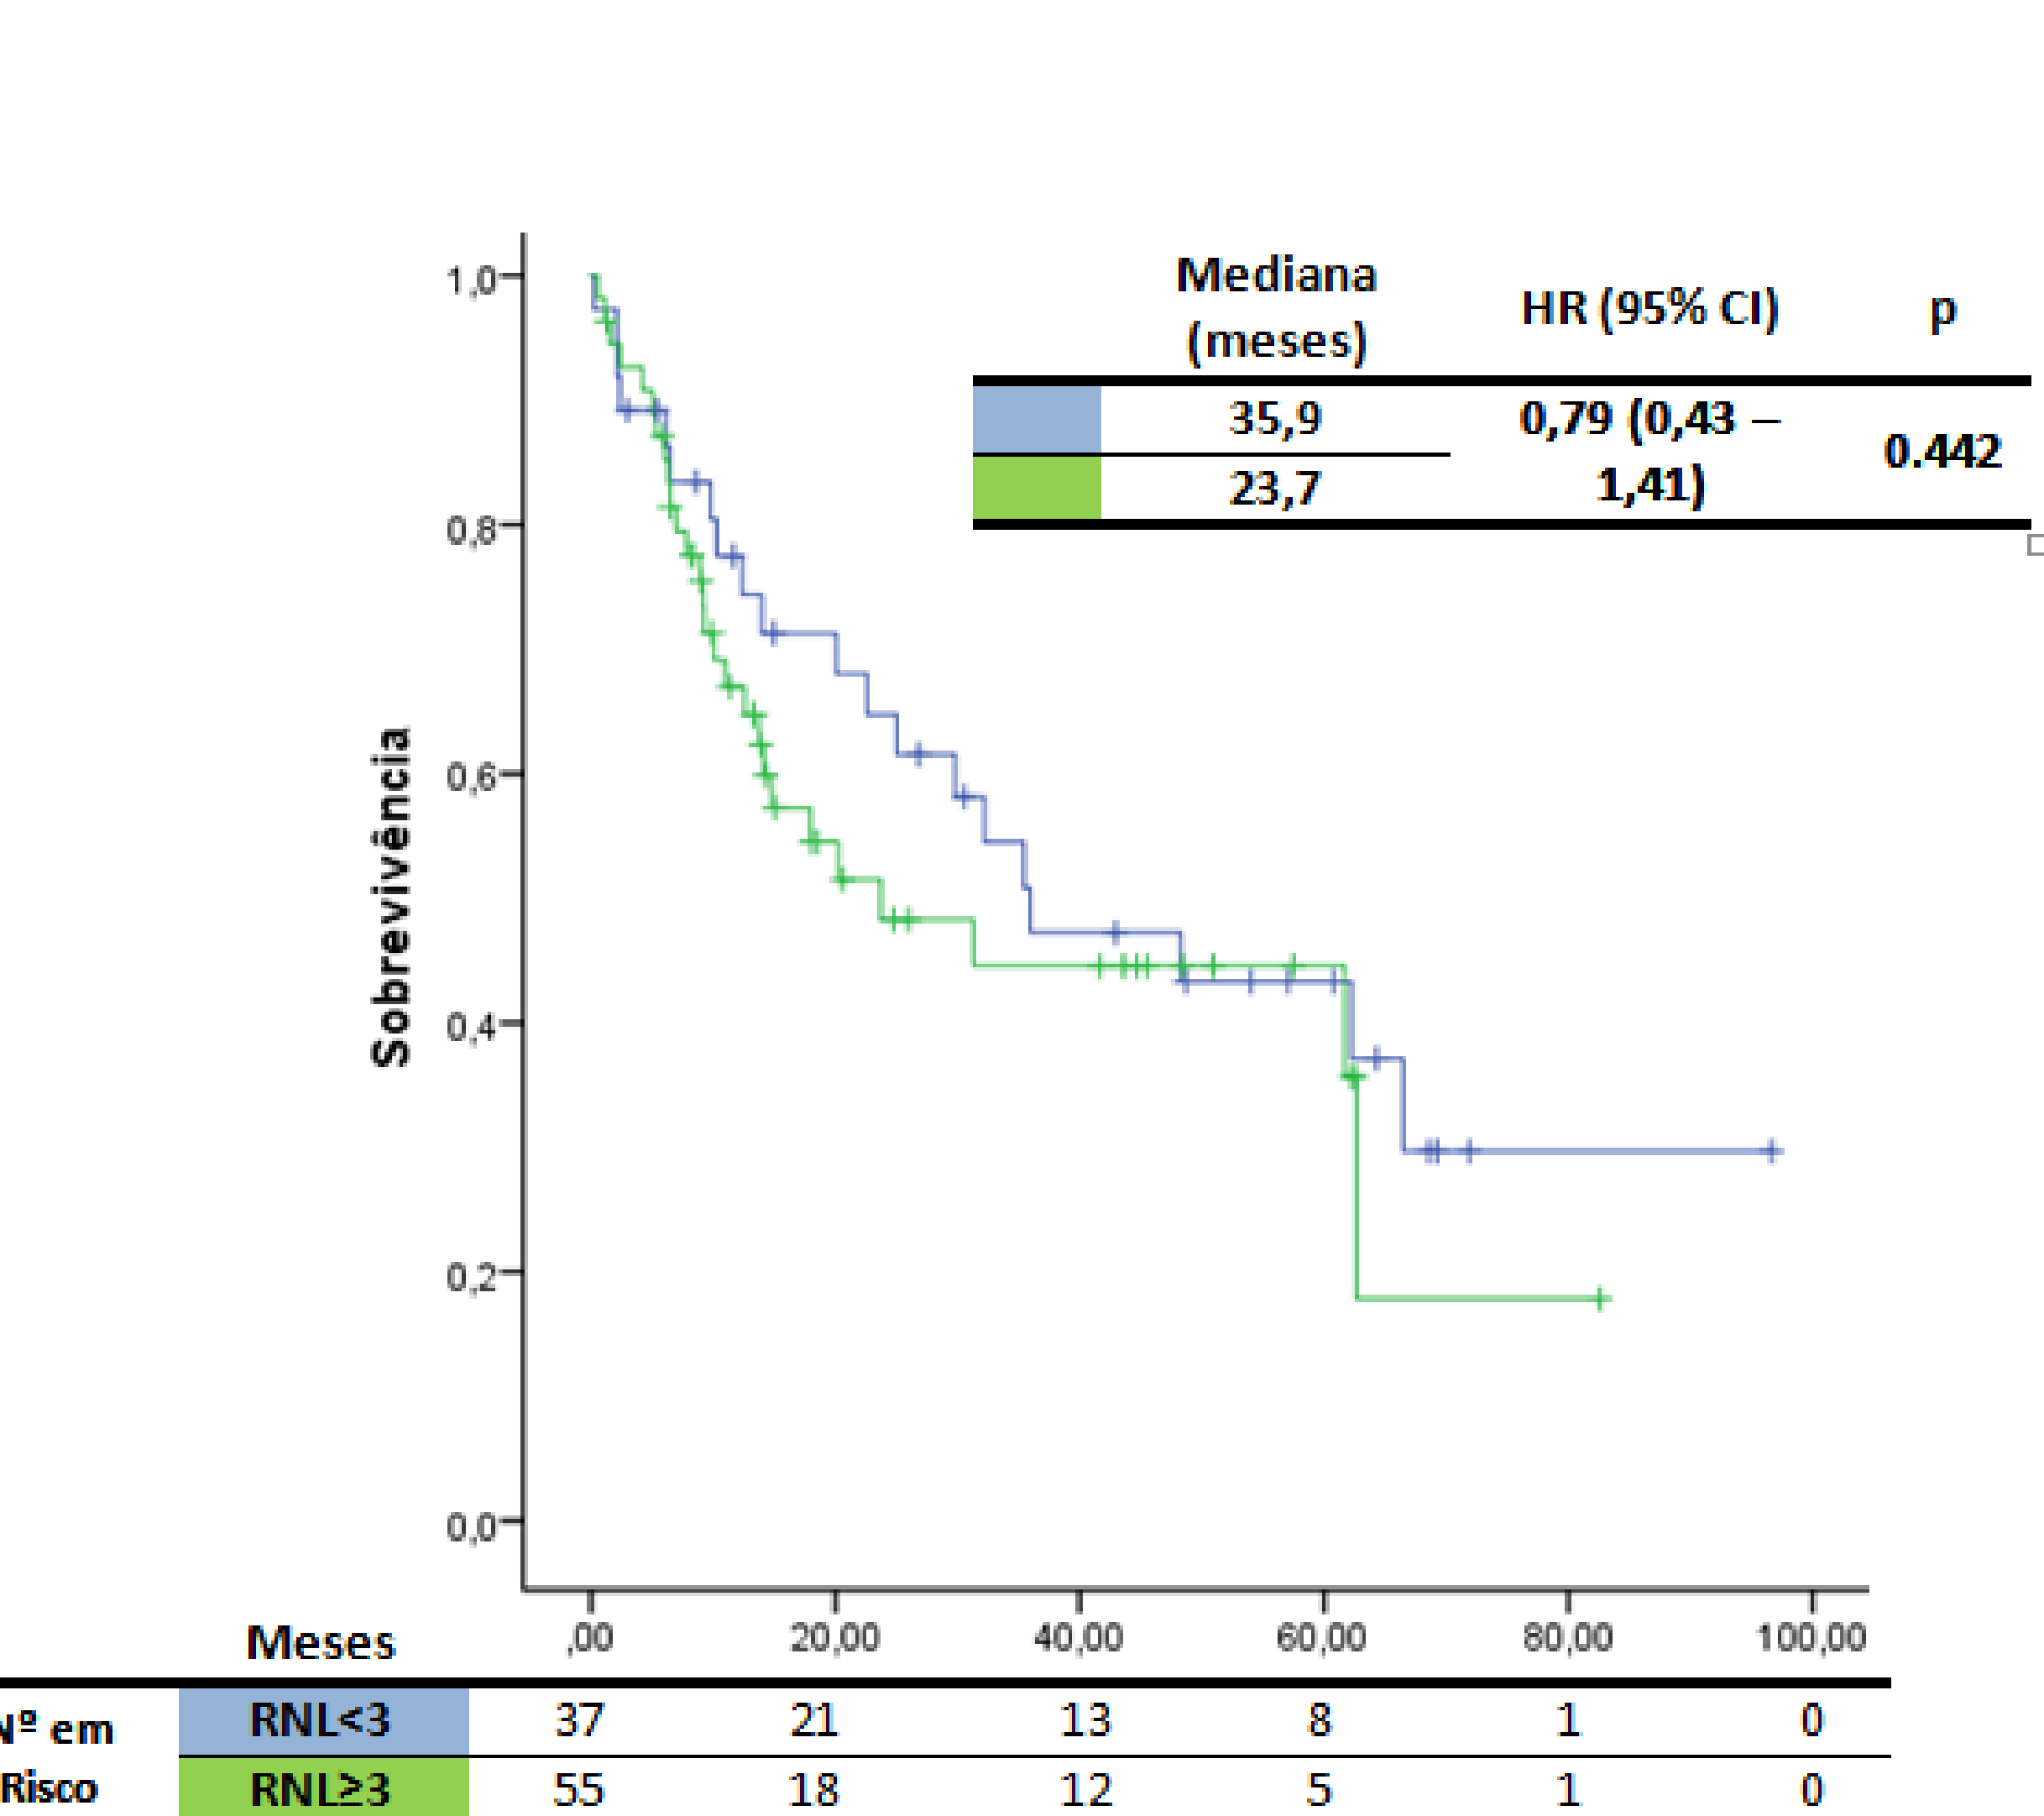 Mediana
(meses)
HR (95% CI)
p
35,9
0,79 (0,43 –
1,41)
0.442
23,7
1,0
0,8
0,6
0,4
0,2
0,0
Sobrevivência
Meses
,00 20,00 40,00 60,00 80,00 100,00
Nº em
Risco
RNL<3 37 21 13 8 1 0
RNL≥3 55 18 12 5 1 0